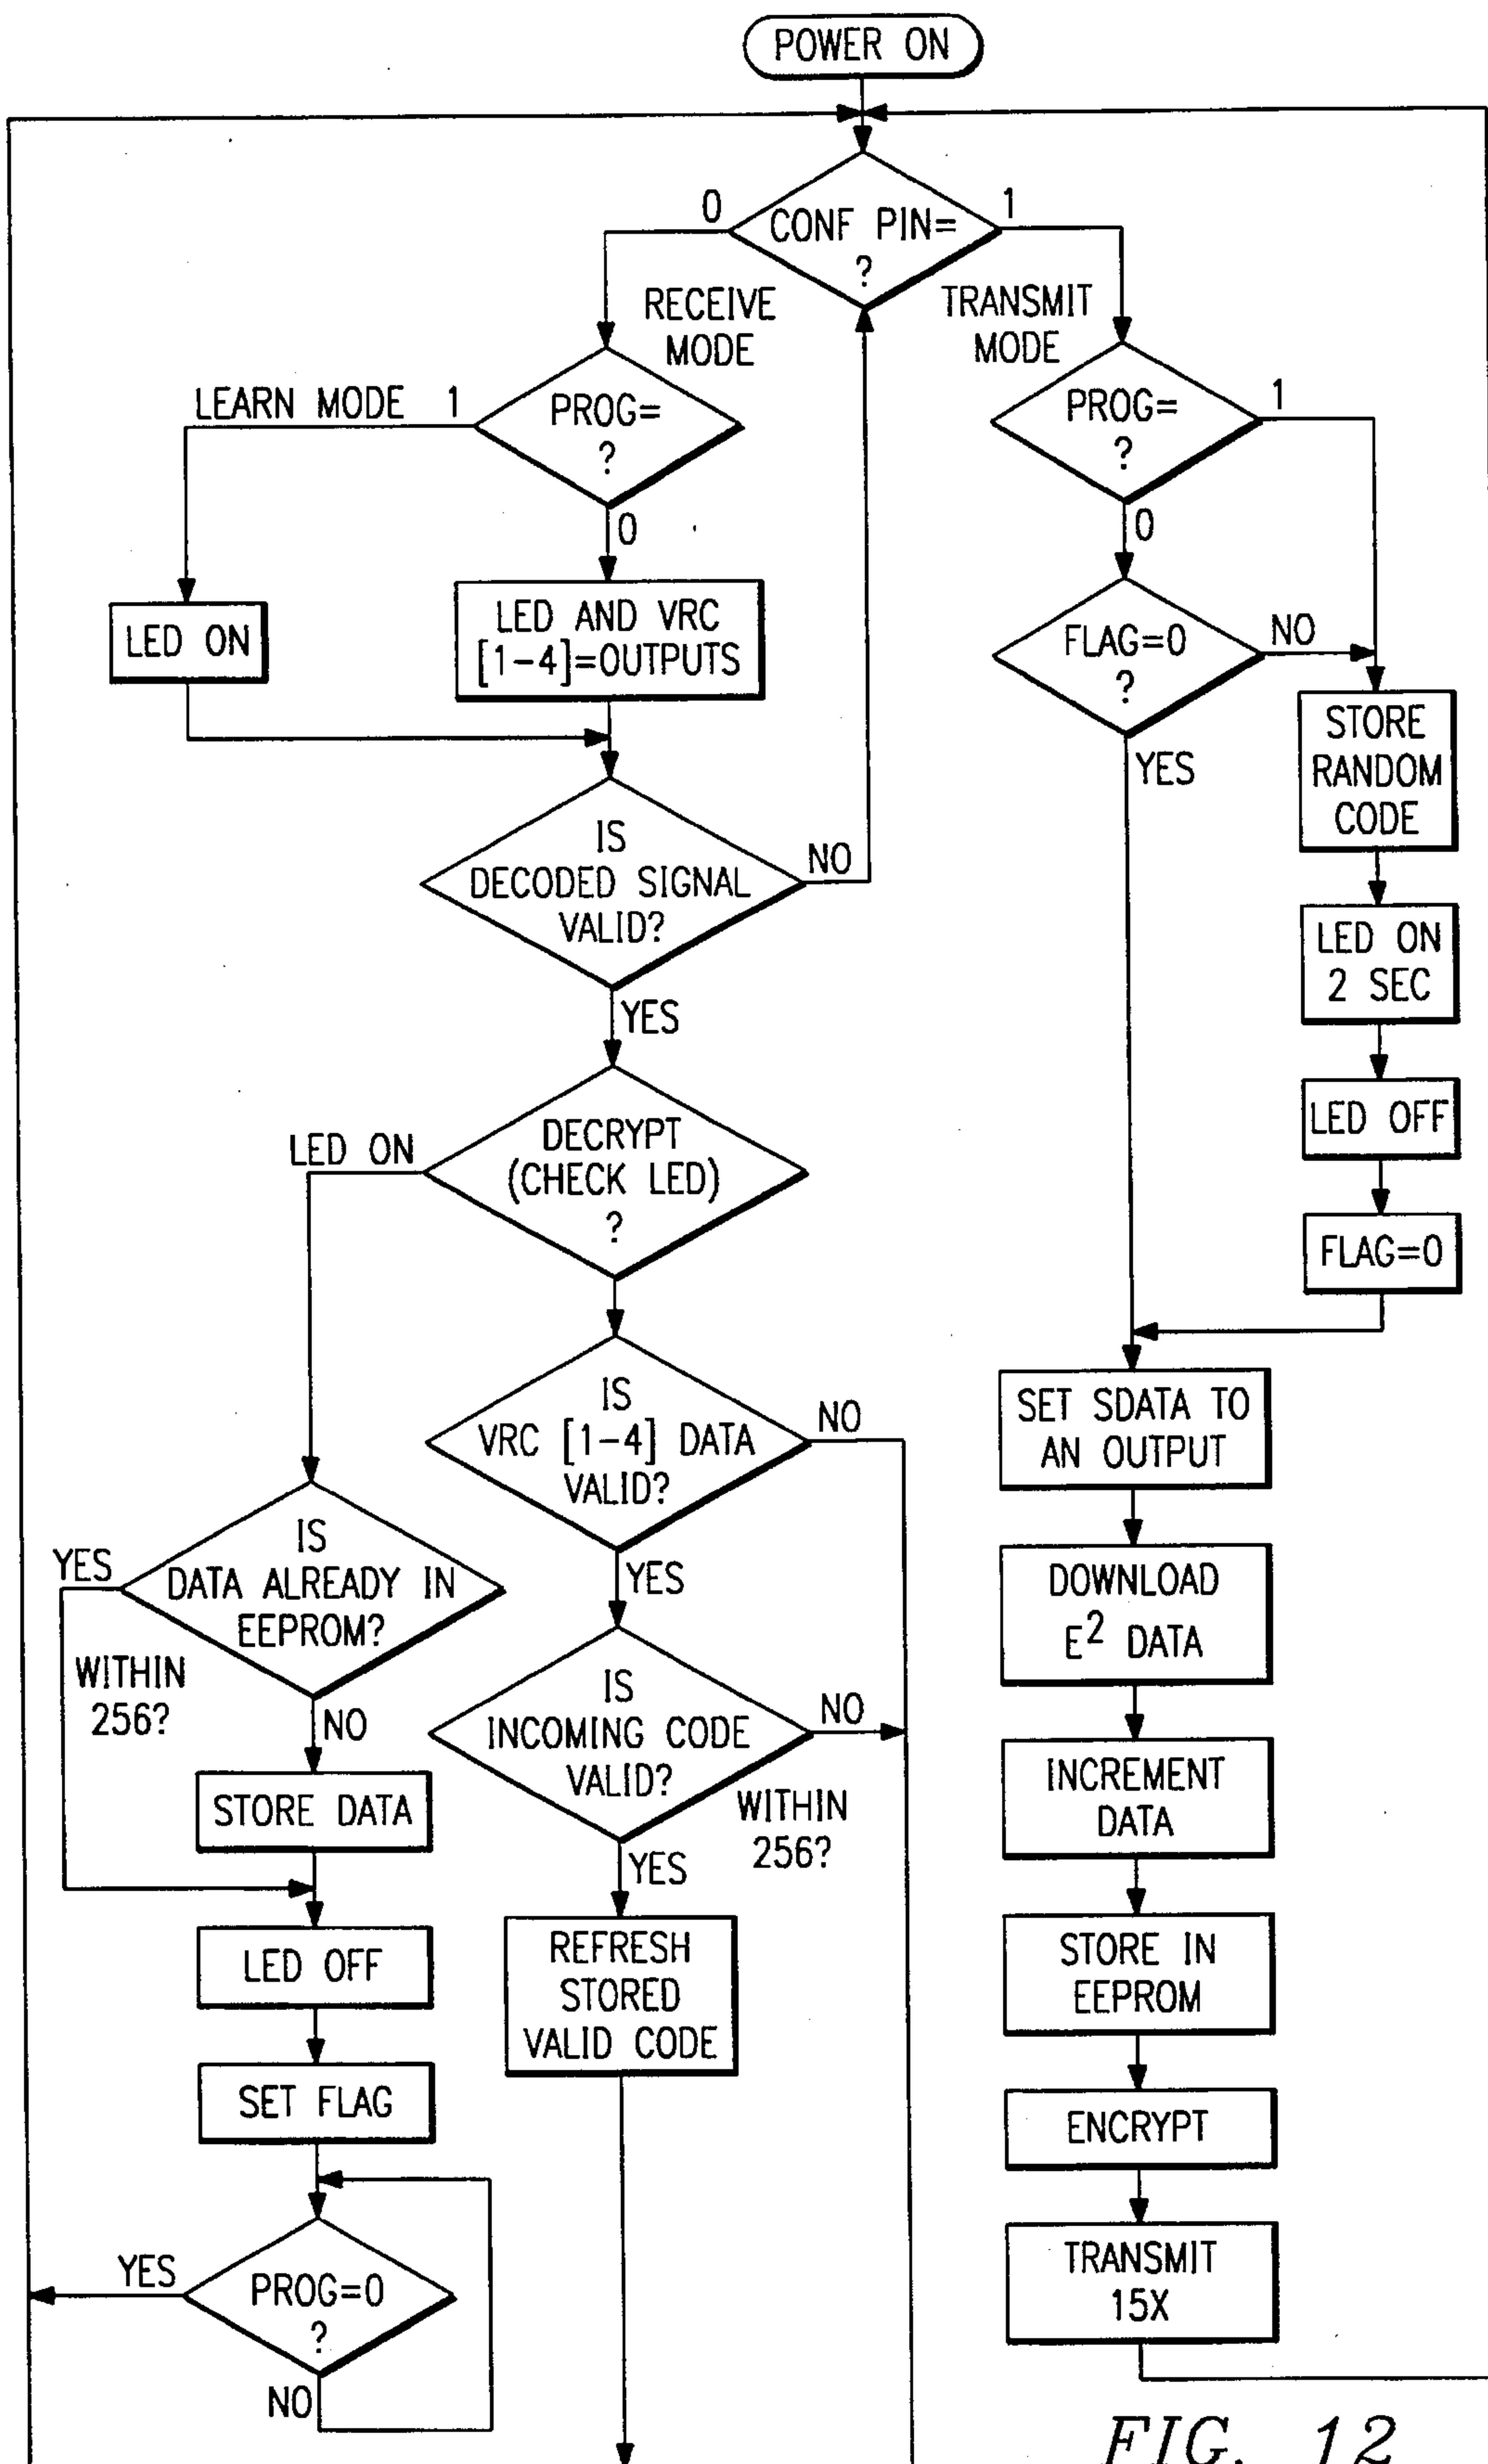 POWER ON
0
CONF PIN=
?
1
RECEIVE
MODE
TRANSMIT
MODE
LEARN MODE
1
PROG=
?
0
PROG=
?
1
0
LED ON
LED AND VRC
[1-4]=OUTPUTS
FLAG=0
?
NO
YES
STORE
RANDOM
CODE
IS
DECODED SIGNAL
VALID?
NO
YES
LED ON
2 SEC
LED OFF
FLAG=0
LED ON
DECRYPT
(CHECK LED)
?
IS
VRC [1-4] DATA
VALID?
NO
YES
SET SDATA TO
AN OUTPUT
YES
IS
DATA ALREADY IN
EEPROM?
WITHIN
256?
NO
DOWNLOAD
E² DATA
IS
INCOMING CODE
VALID?
NO
WITHIN
256?
YES
STORE DATA
INCREMENT
DATA
LED OFF
REFRESH
STORED
VALID CODE
STORE IN
EEPROM
SET FLAG
ENCRYPT
YES
PROG=0
?
NO
TRANSMIT
15X
FIG. 12